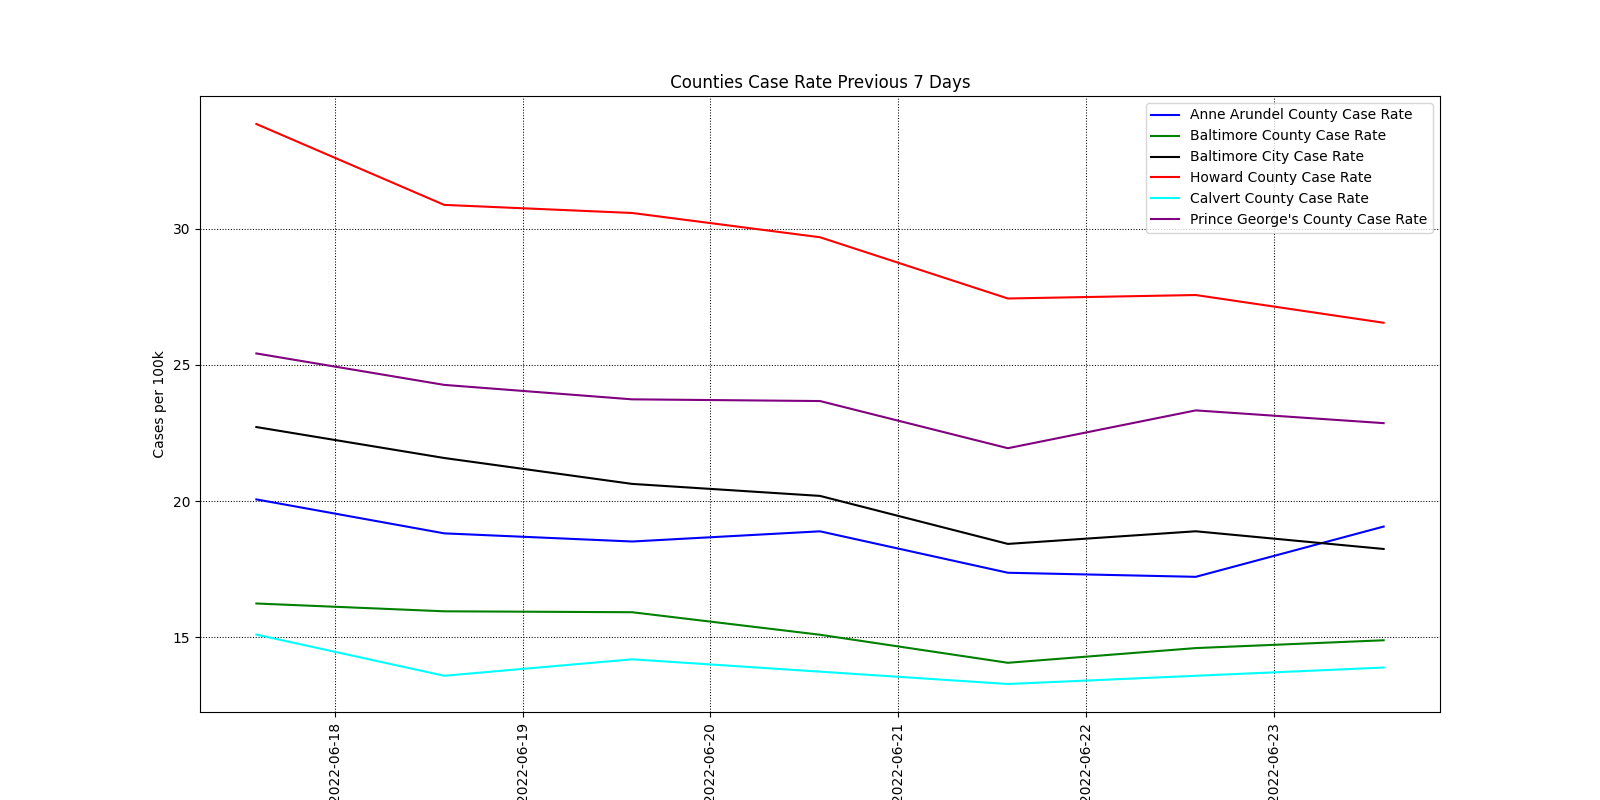 Counties Case Rate Previous 7 Days
Anne Arundel County Case Rate
Baltimore County Case Rate
Baltimore City Case Rate
Howard County Case Rate
Calvert County Case Rate
Prince George's County Case Rate
Cases per 100k
30
25
20
15
2022-06-18
2022-06-19
2022-06-20
2022-06-21
2022-06-22
2022-06-23